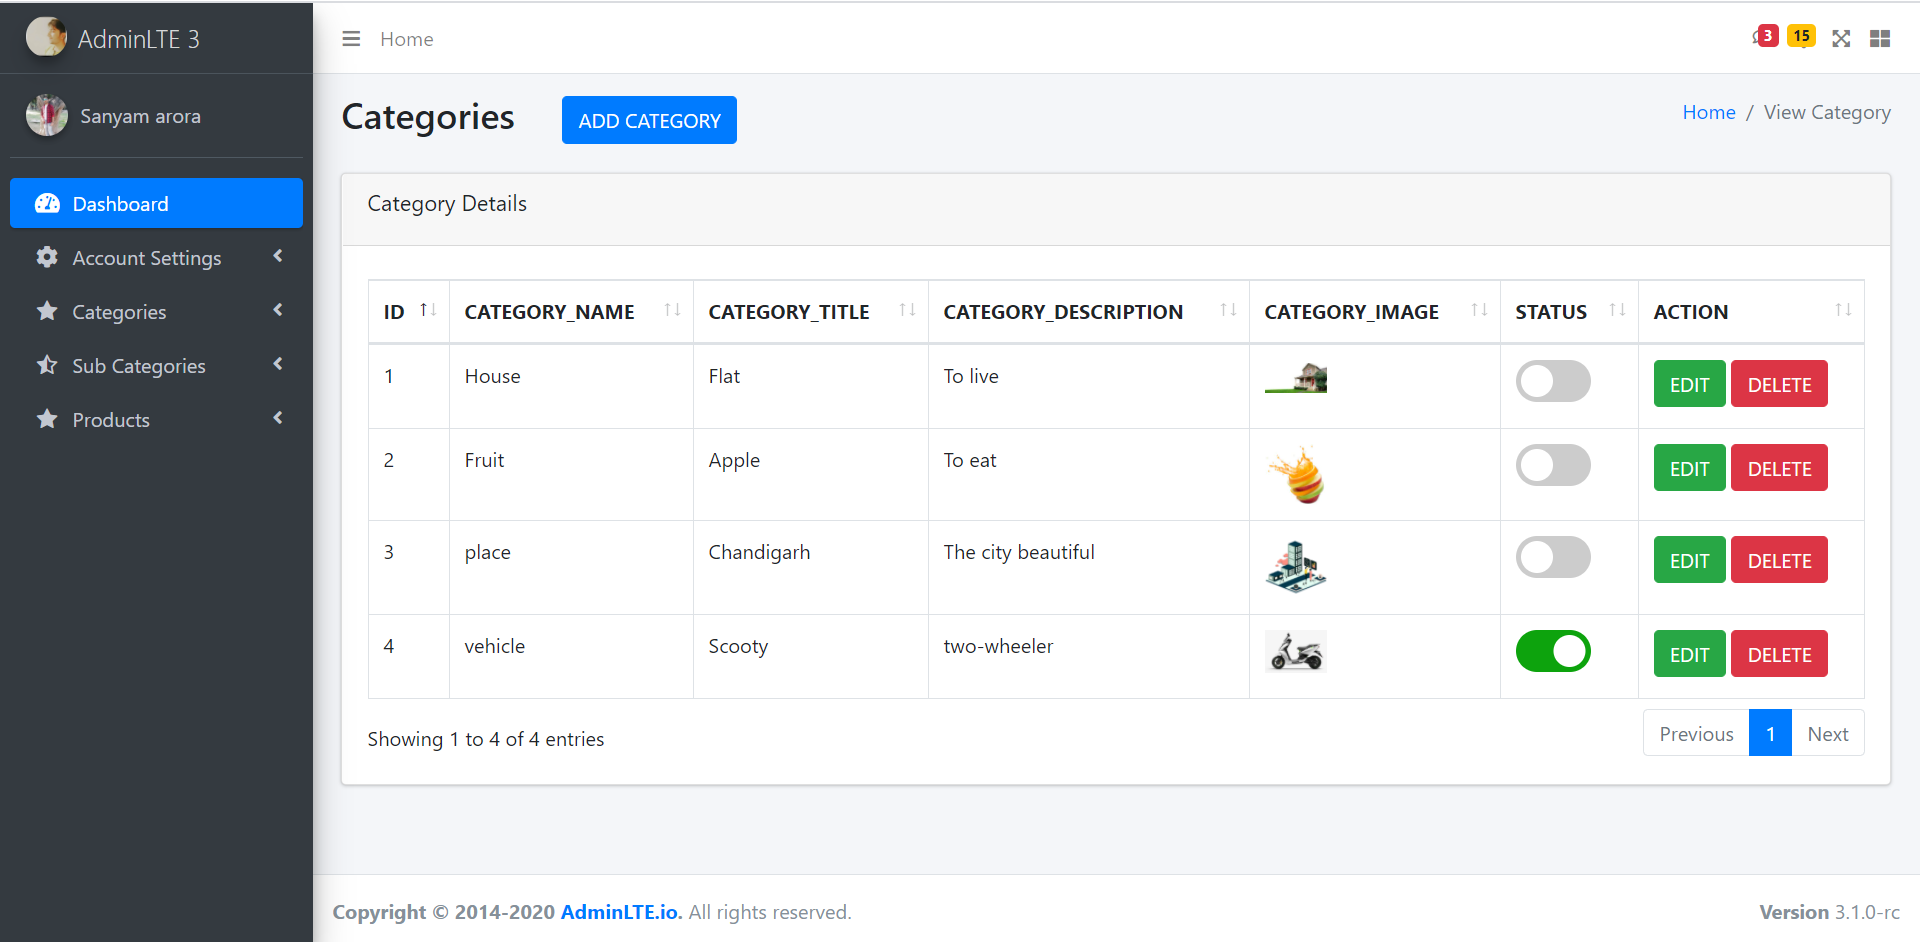 AdminLTE 3
Home
3
15
Sanyam arora
Dashboard
Account Settings
Categories
Sub Categories
Products
Categories
ADD CATEGORY
Home / View Category
Category Details
ID CATEGORY_NAME CATEGORY_TITLE CATEGORY_DESCRIPTION CATEGORY_IMAGE STATUS ACTION
1 House Flat To live EDIT DELETE
2 Fruit Apple To eat EDIT DELETE
3 place Chandigarh The city beautiful EDIT DELETE
4 vehicle Scooty two-wheeler EDIT DELETE
Showing 1 to 4 of 4 entries
Previous 1 Next
Copyright © 2014-2020 AdminLTE.io. All rights reserved.
Version 3.1.0-rc